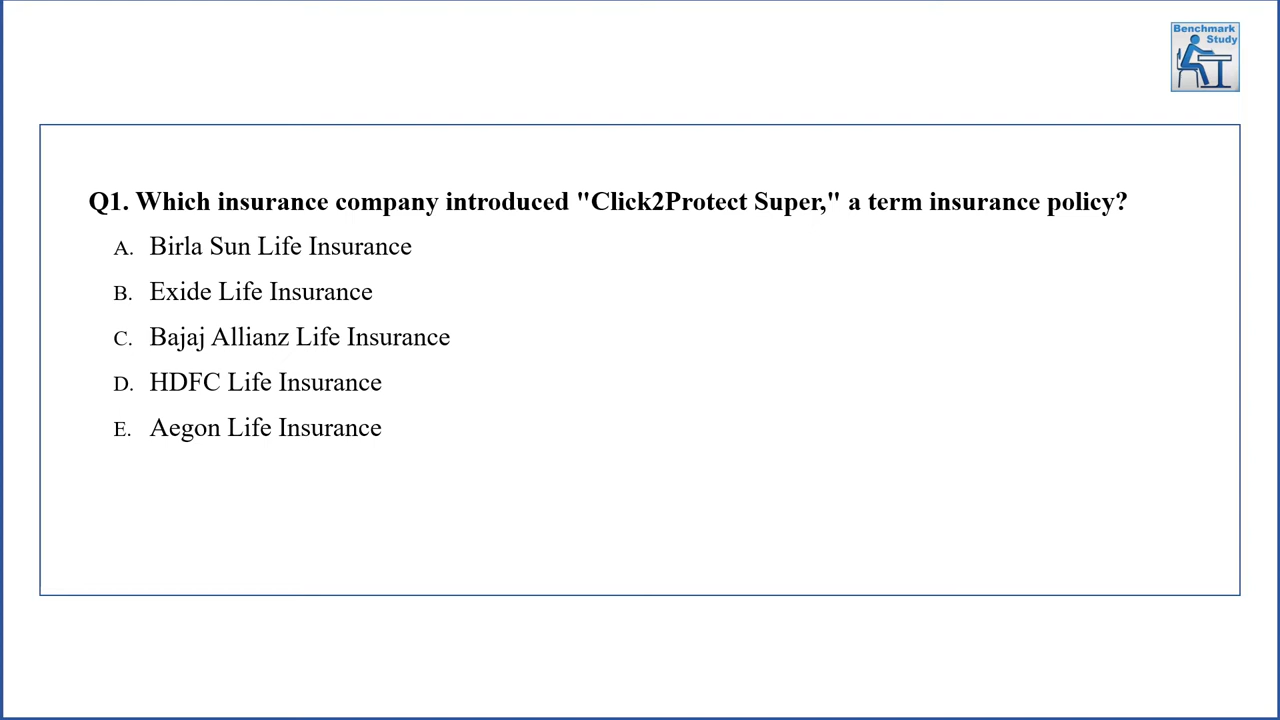 Benchmark
Study
Q1. Which insurance company introduced "Click2Protect Super," a term insurance policy?
A. Birla Sun Life Insurance
B. Exide Life Insurance
C. Bajaj Allianz Life Insurance
D. HDFC Life Insurance
E. Aegon Life Insurance